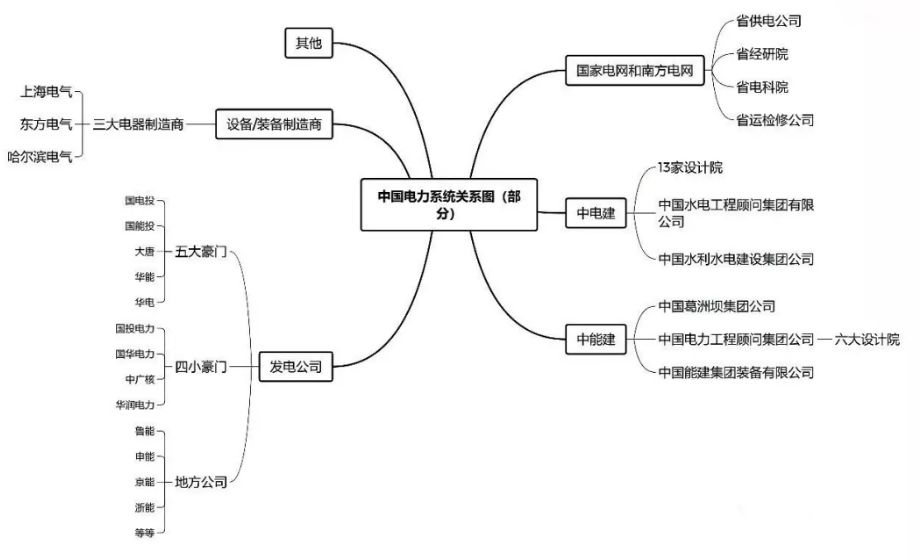 中国电力系统关系图（部
分）
国家电网和南方电网
省供电公司
省经研院
省电科院
省运检修公司
中电建
13家设计院
中国水电工程顾问集团有限
公司
中国水利水电建设集团公司
中能建
中国葛洲坝集团公司
中国电力工程顾问集团公司
六大设计院
中国能建集团装备有限公司
其他
设备/装备制造商
三大电器制造商
上海电气
东方电气
哈尔滨电气
发电公司
五大豪门
国电投
国能投
大唐
华能
华电
四小豪门
国投电力
国华电力
中广核
华润电力
地方公司
鲁能
申能
京能
浙能
等等